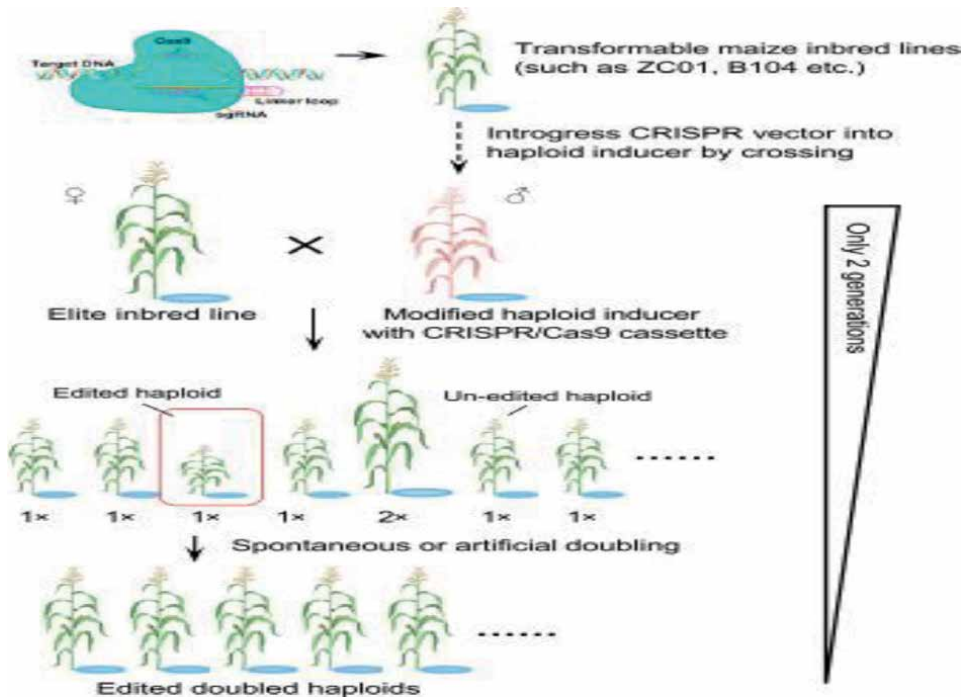 Cas9
Target DNA
Linker loop
sgRNA
Transformable maize inbred lines
(such as ZC01, B104 etc.)
Introgress CRISPR vector into
haploid inducer by crossing
♀
♂
×
Elite inbred line
Modified haploid inducer
with CRISPR/Cas9 cassette
Only 2 generations
Edited haploid
Un-edited haploid
1× 1× 1× 1× 2× 1× 1×
Spontaneous or artificial doubling
Edited doubled haploids